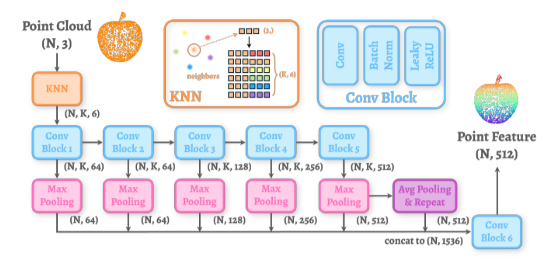 Point Cloud
(N, 3)
KNN
(N, K, 6)
(3,)
neighbors
(K, 6)
KNN
Conv
Batch
Norm
Leaky
ReLU
Conv Block
Conv
Block 1
Conv
Block 2
Conv
Block 3
Conv
Block 4
Conv
Block 5
(N, K, 64)
(N, K, 64)
(N, K, 128)
(N, K, 256)
(N, K, 512)
Max
Pooling
Max
Pooling
Max
Pooling
Max
Pooling
Max
Pooling
Avg Pooling
& Repeat
(N, 64)
(N, 64)
(N, 128)
(N, 256)
(N, 512)
(N, 512)
concat to (N, 1536)
Conv
Block 6
Point Feature
(N, 512)